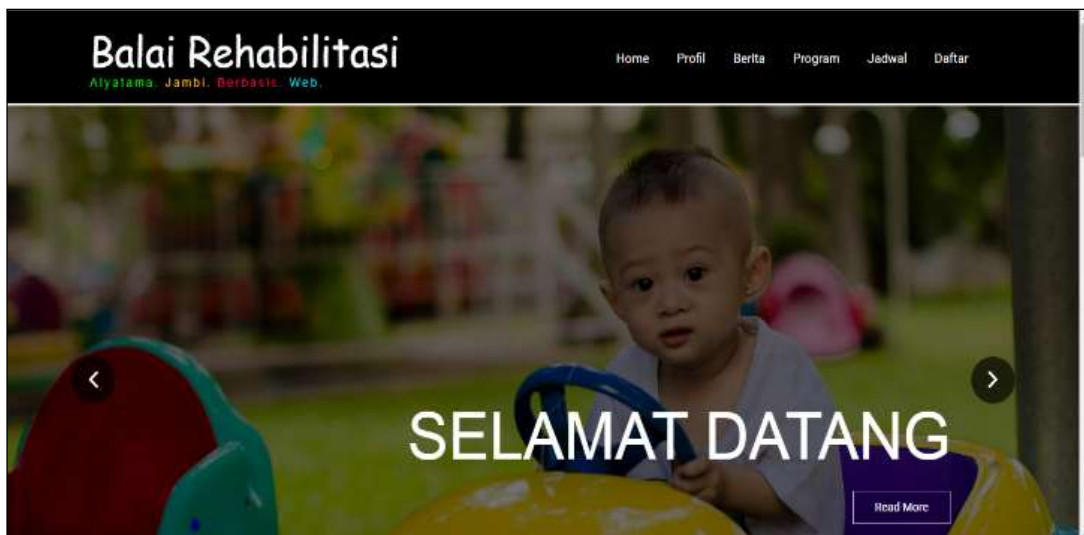 Balai Rehabilitasi
Alyatama. Jambi. Berbasis. Web.
Home Profil Berita Program Jadwal Daftar
SELAMAT DATANG
Read More